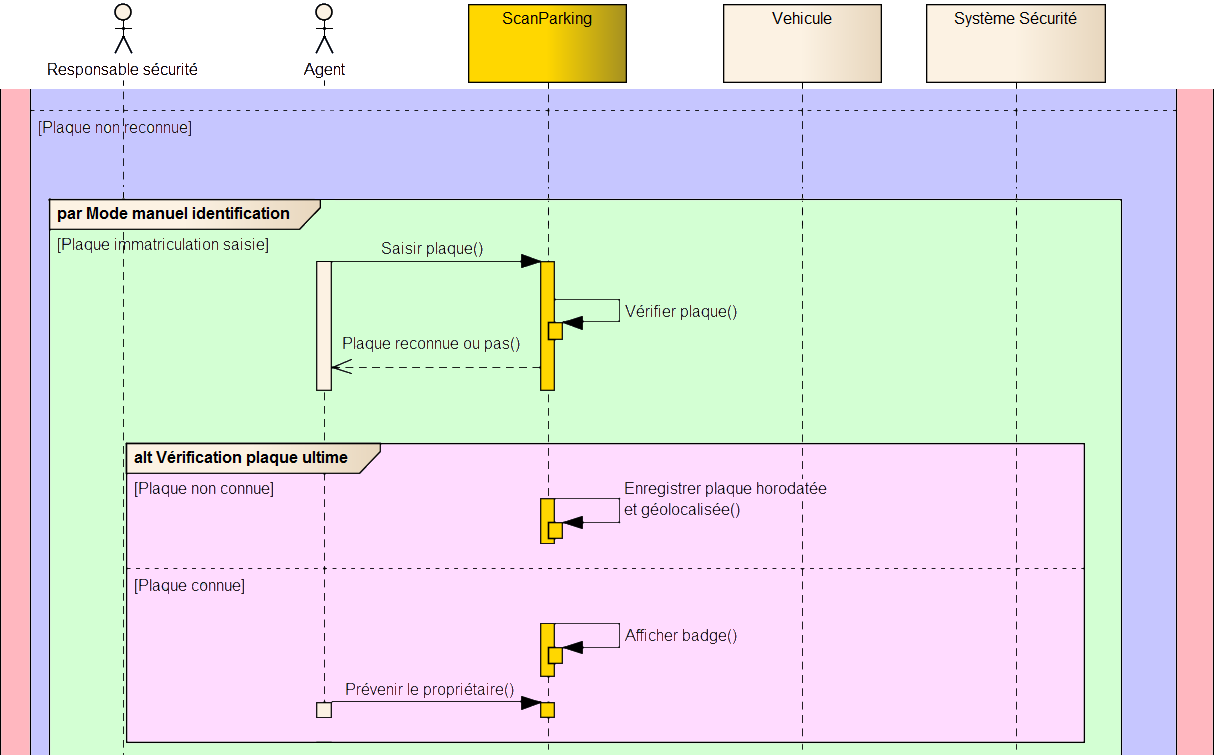 Responsable sécurité
Agent
ScanParking
Vehicule
Système Sécurité
[Plaque non reconnue]
par Mode manuel identification
[Plaque immatriculation saisie]
Saisir plaque()
Vérifier plaque()
Plaque reconnue ou pas()
alt Vérification plaque ultime
[Plaque non connue]
Enregistrer plaque horodatée
et géolocalisée()
[Plaque connue]
Afficher badge()
Prévenir le propriétaire()